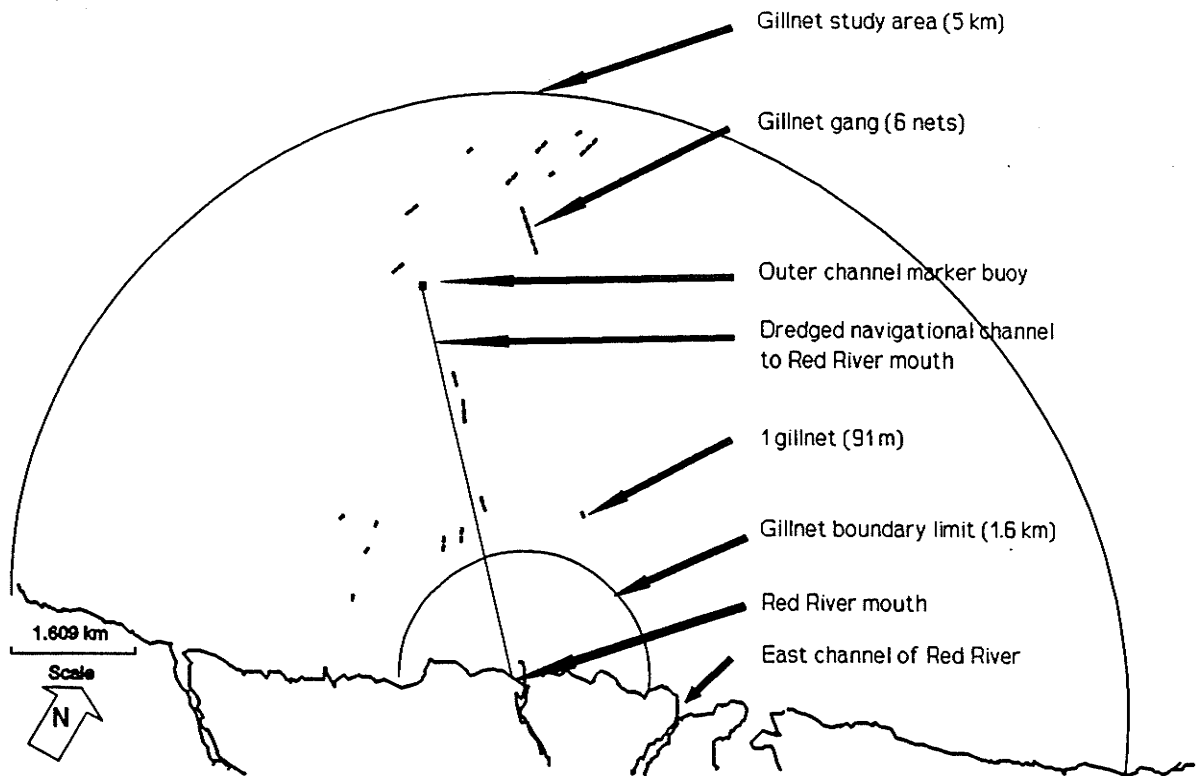 Gillnet study area (5 km)
Gillnet gang (6 nets)
Outer channel marker buoy
Dredged navigational channel
to Red River mouth
1 gillnet (91 m)
Gillnet boundary limit (1.6 km)
Red River mouth
East channel of Red River
1.609 km
Scale
N